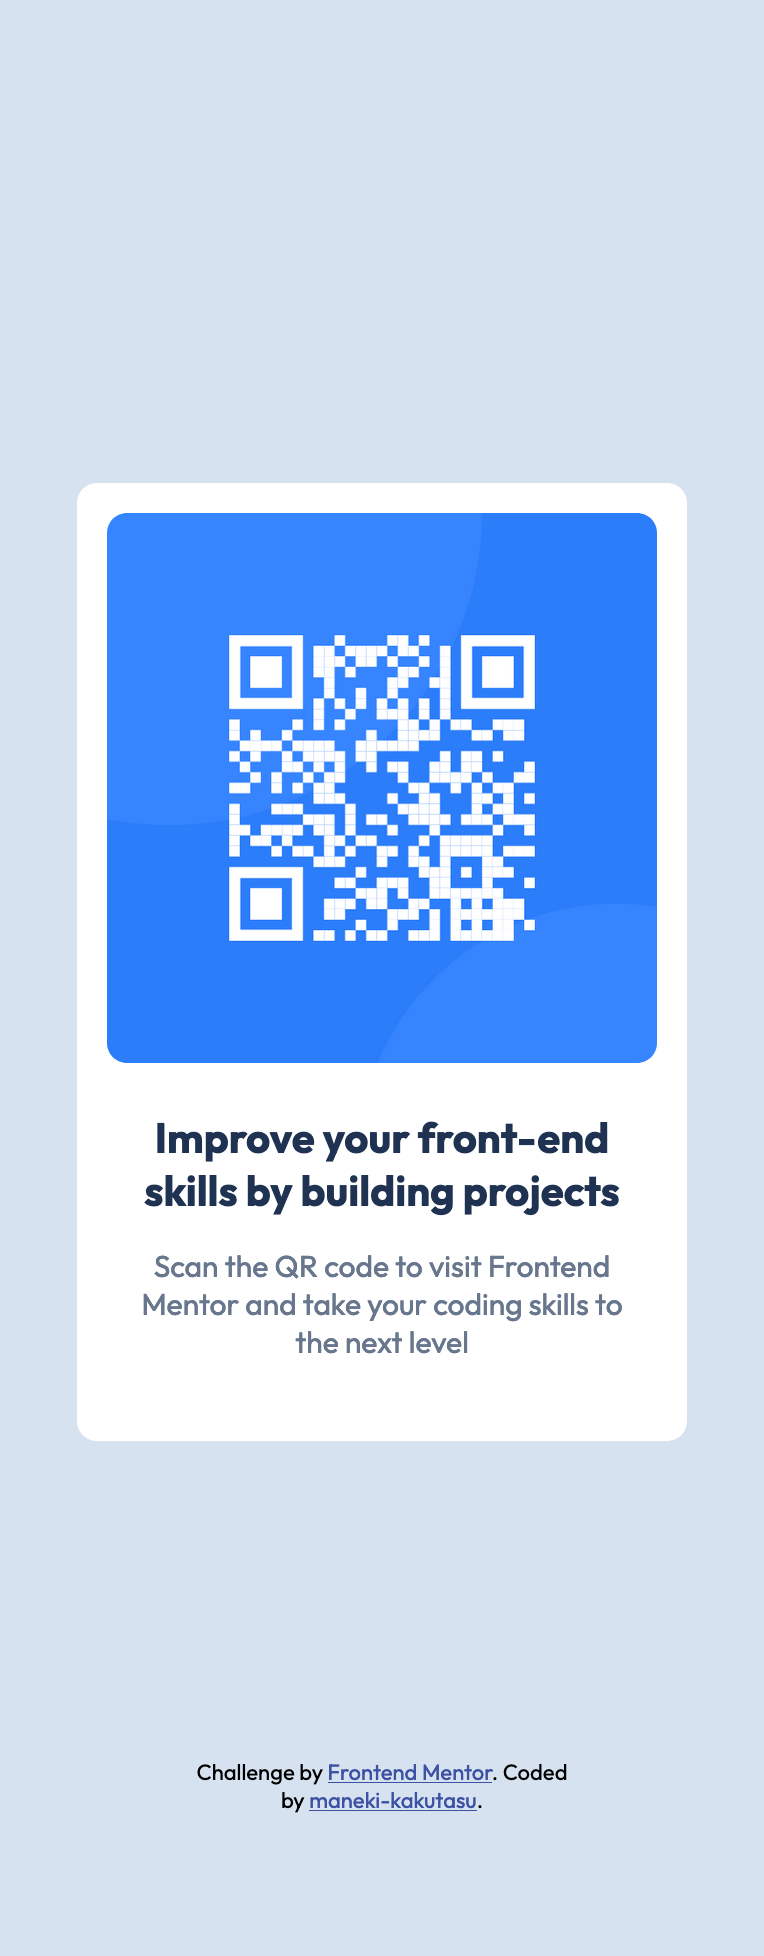 Improve your front-end
skills by building projects
Scan the QR code to visit Frontend
Mentor and take your coding skills to
the next level
Challenge by Frontend Mentor. Coded
by maneki-kakutasu.